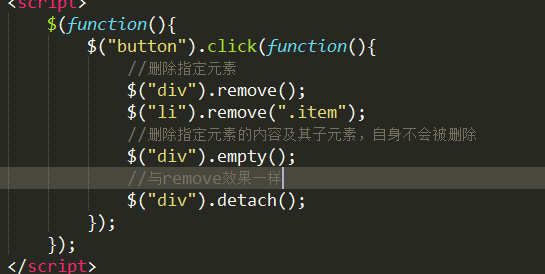 <script>
$(function(){
$("button").click(function(){
//删除指定元素
$("div").remove();
$("li").remove(".item");
//删除指定元素的内容及其子元素，自身不会被删除
$("div").empty();
//与remove效果一样
$("div").detach();
});
});
</script>